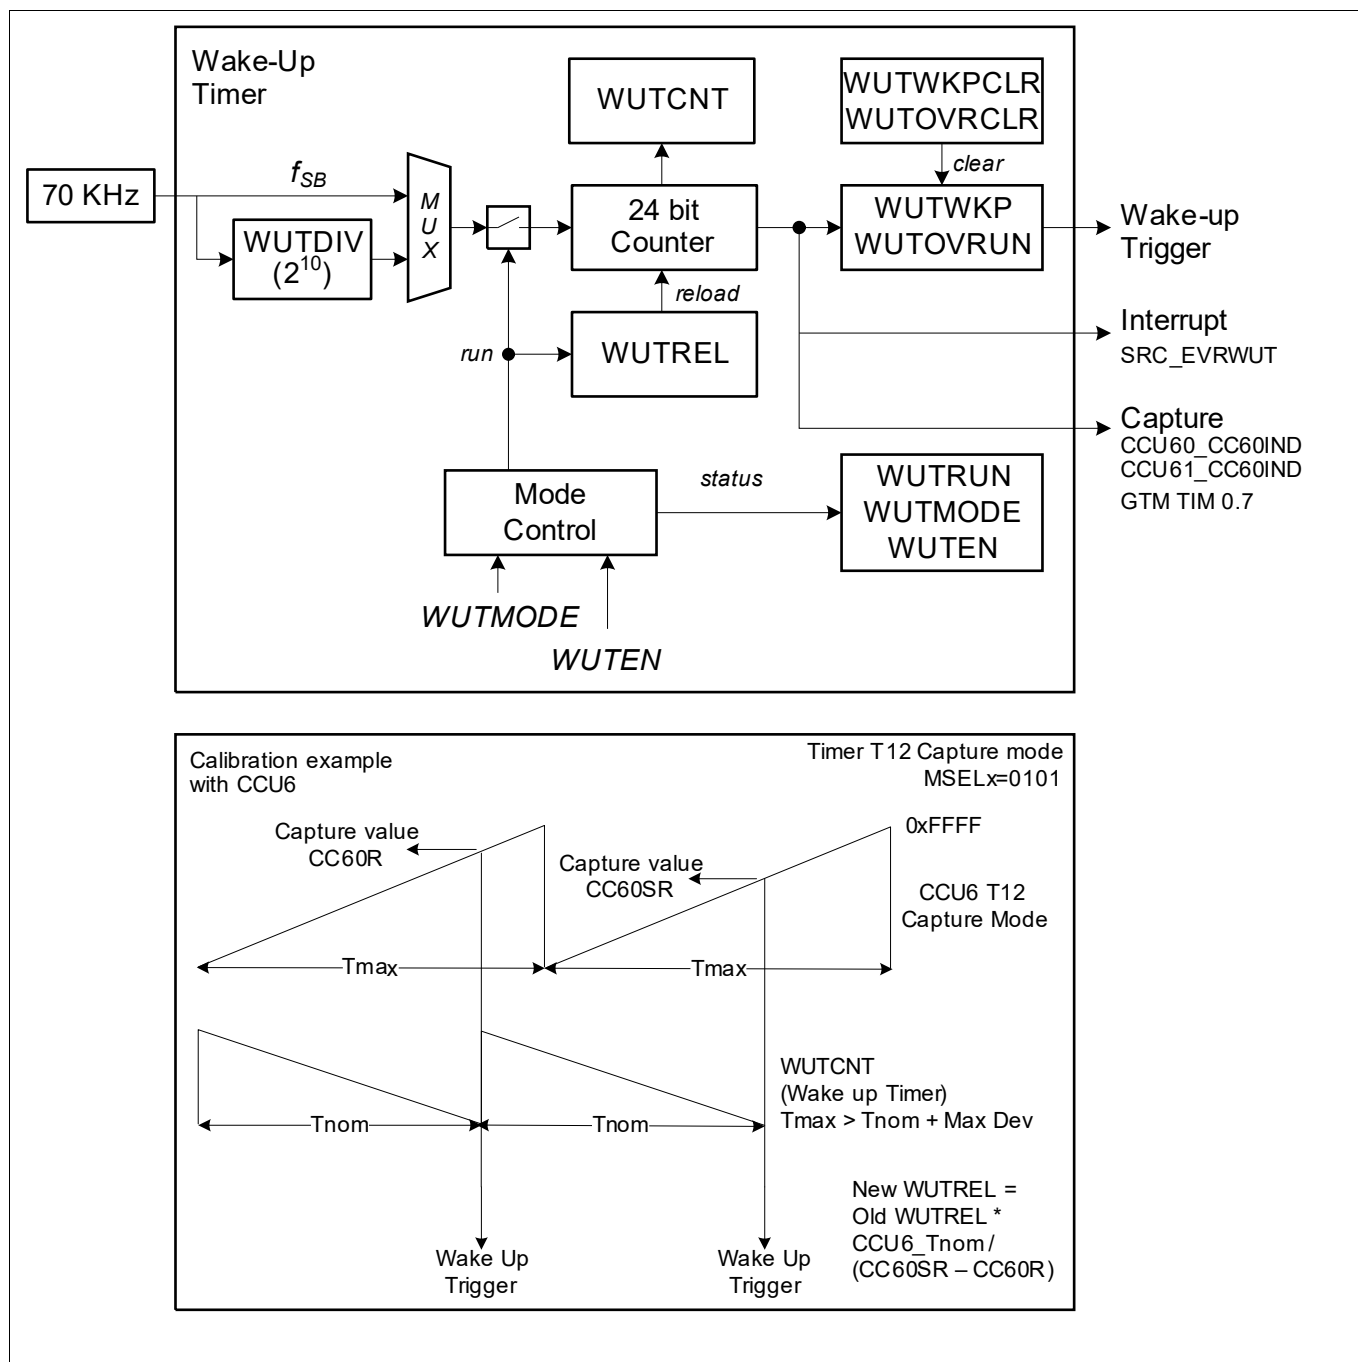 Wake-Up
Timer
WUTCNT
WUTWKPCLR
WUTOVRCLR
clear
70 KHz
fSB
WUTDIV
(2^10)
M
U
X
24 bit
Counter
WUTWKP
WUTOVRUN
Wake-up
Trigger
reload
run
WUTREL
Interrupt
SRC_EVRWUT
Capture
CCU60_CC60IND
CCU61_CC60IND
GTM TIM 0.7
Mode
Control
status
WUTRUN
WUTMODE
WUTEN
WUTMODE
WUTEN
Calibration example
with CCU6
Timer T12 Capture mode
MSELx=0101
Capture value
CC60R
Capture value
CC60SR
0xFFFF
CCU6 T12
Capture Mode
Tmax
Tmax
Tnom
Tnom
WUTCNT
(Wake up Timer)
Tmax > Tnom + Max Dev
New WUTREL =
Old WUTREL *
CCU6_Tnom /
(CC60SR – CC60R)
Wake Up
Trigger
Wake Up
Trigger